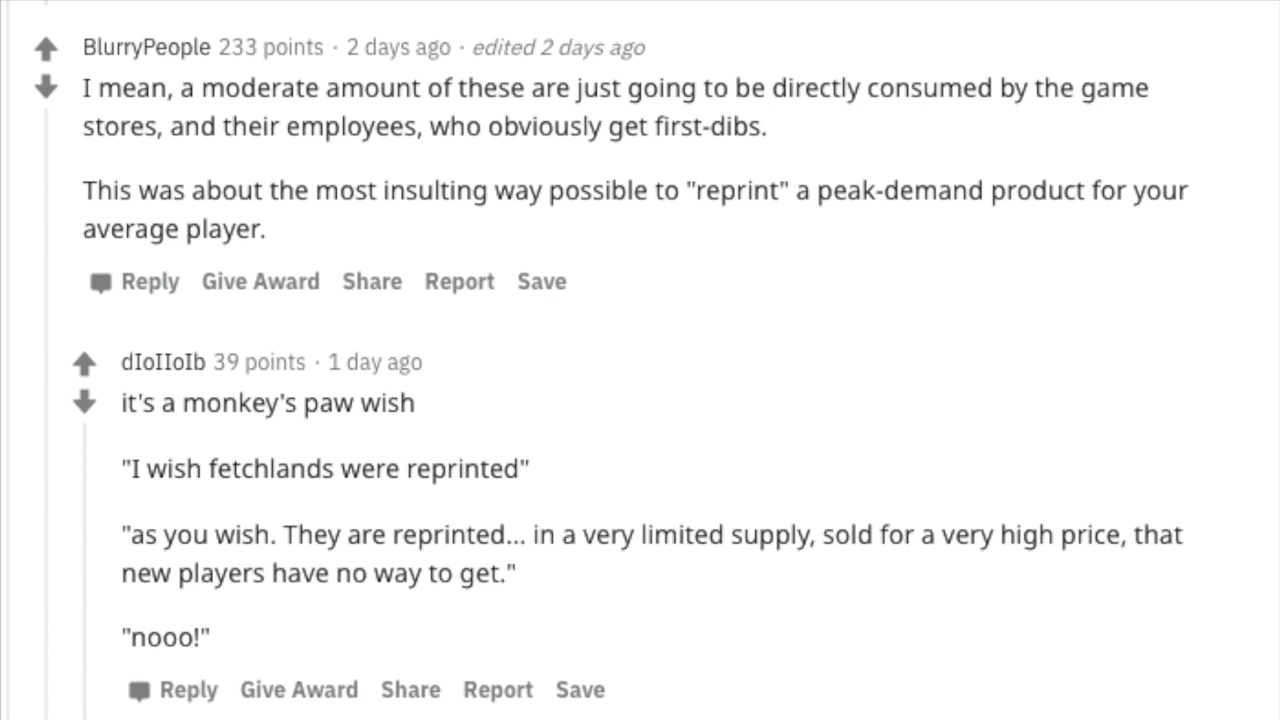 BlurryPeople 233 points · 2 days ago · edited 2 days ago
I mean, a moderate amount of these are just going to be directly consumed by the game
stores, and their employees, who obviously get first-dibs.
This was about the most insulting way possible to "reprint" a peak-demand product for your
average player.
Reply Give Award Share Report Save
dIoIIoIb 39 points · 1 day ago
it's a monkey's paw wish
"I wish fetchlands were reprinted"
"as you wish. They are reprinted... in a very limited supply, sold for a very high price, that
new players have no way to get."
"nooo!"
Reply Give Award Share Report Save